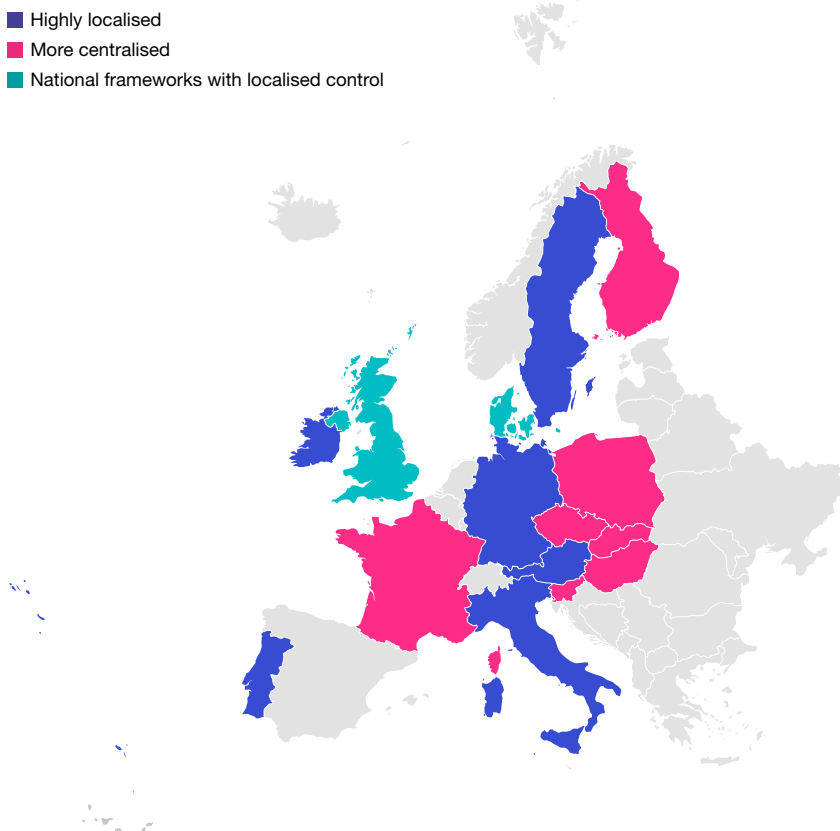 Highly localised
More centralised
National frameworks with localised control